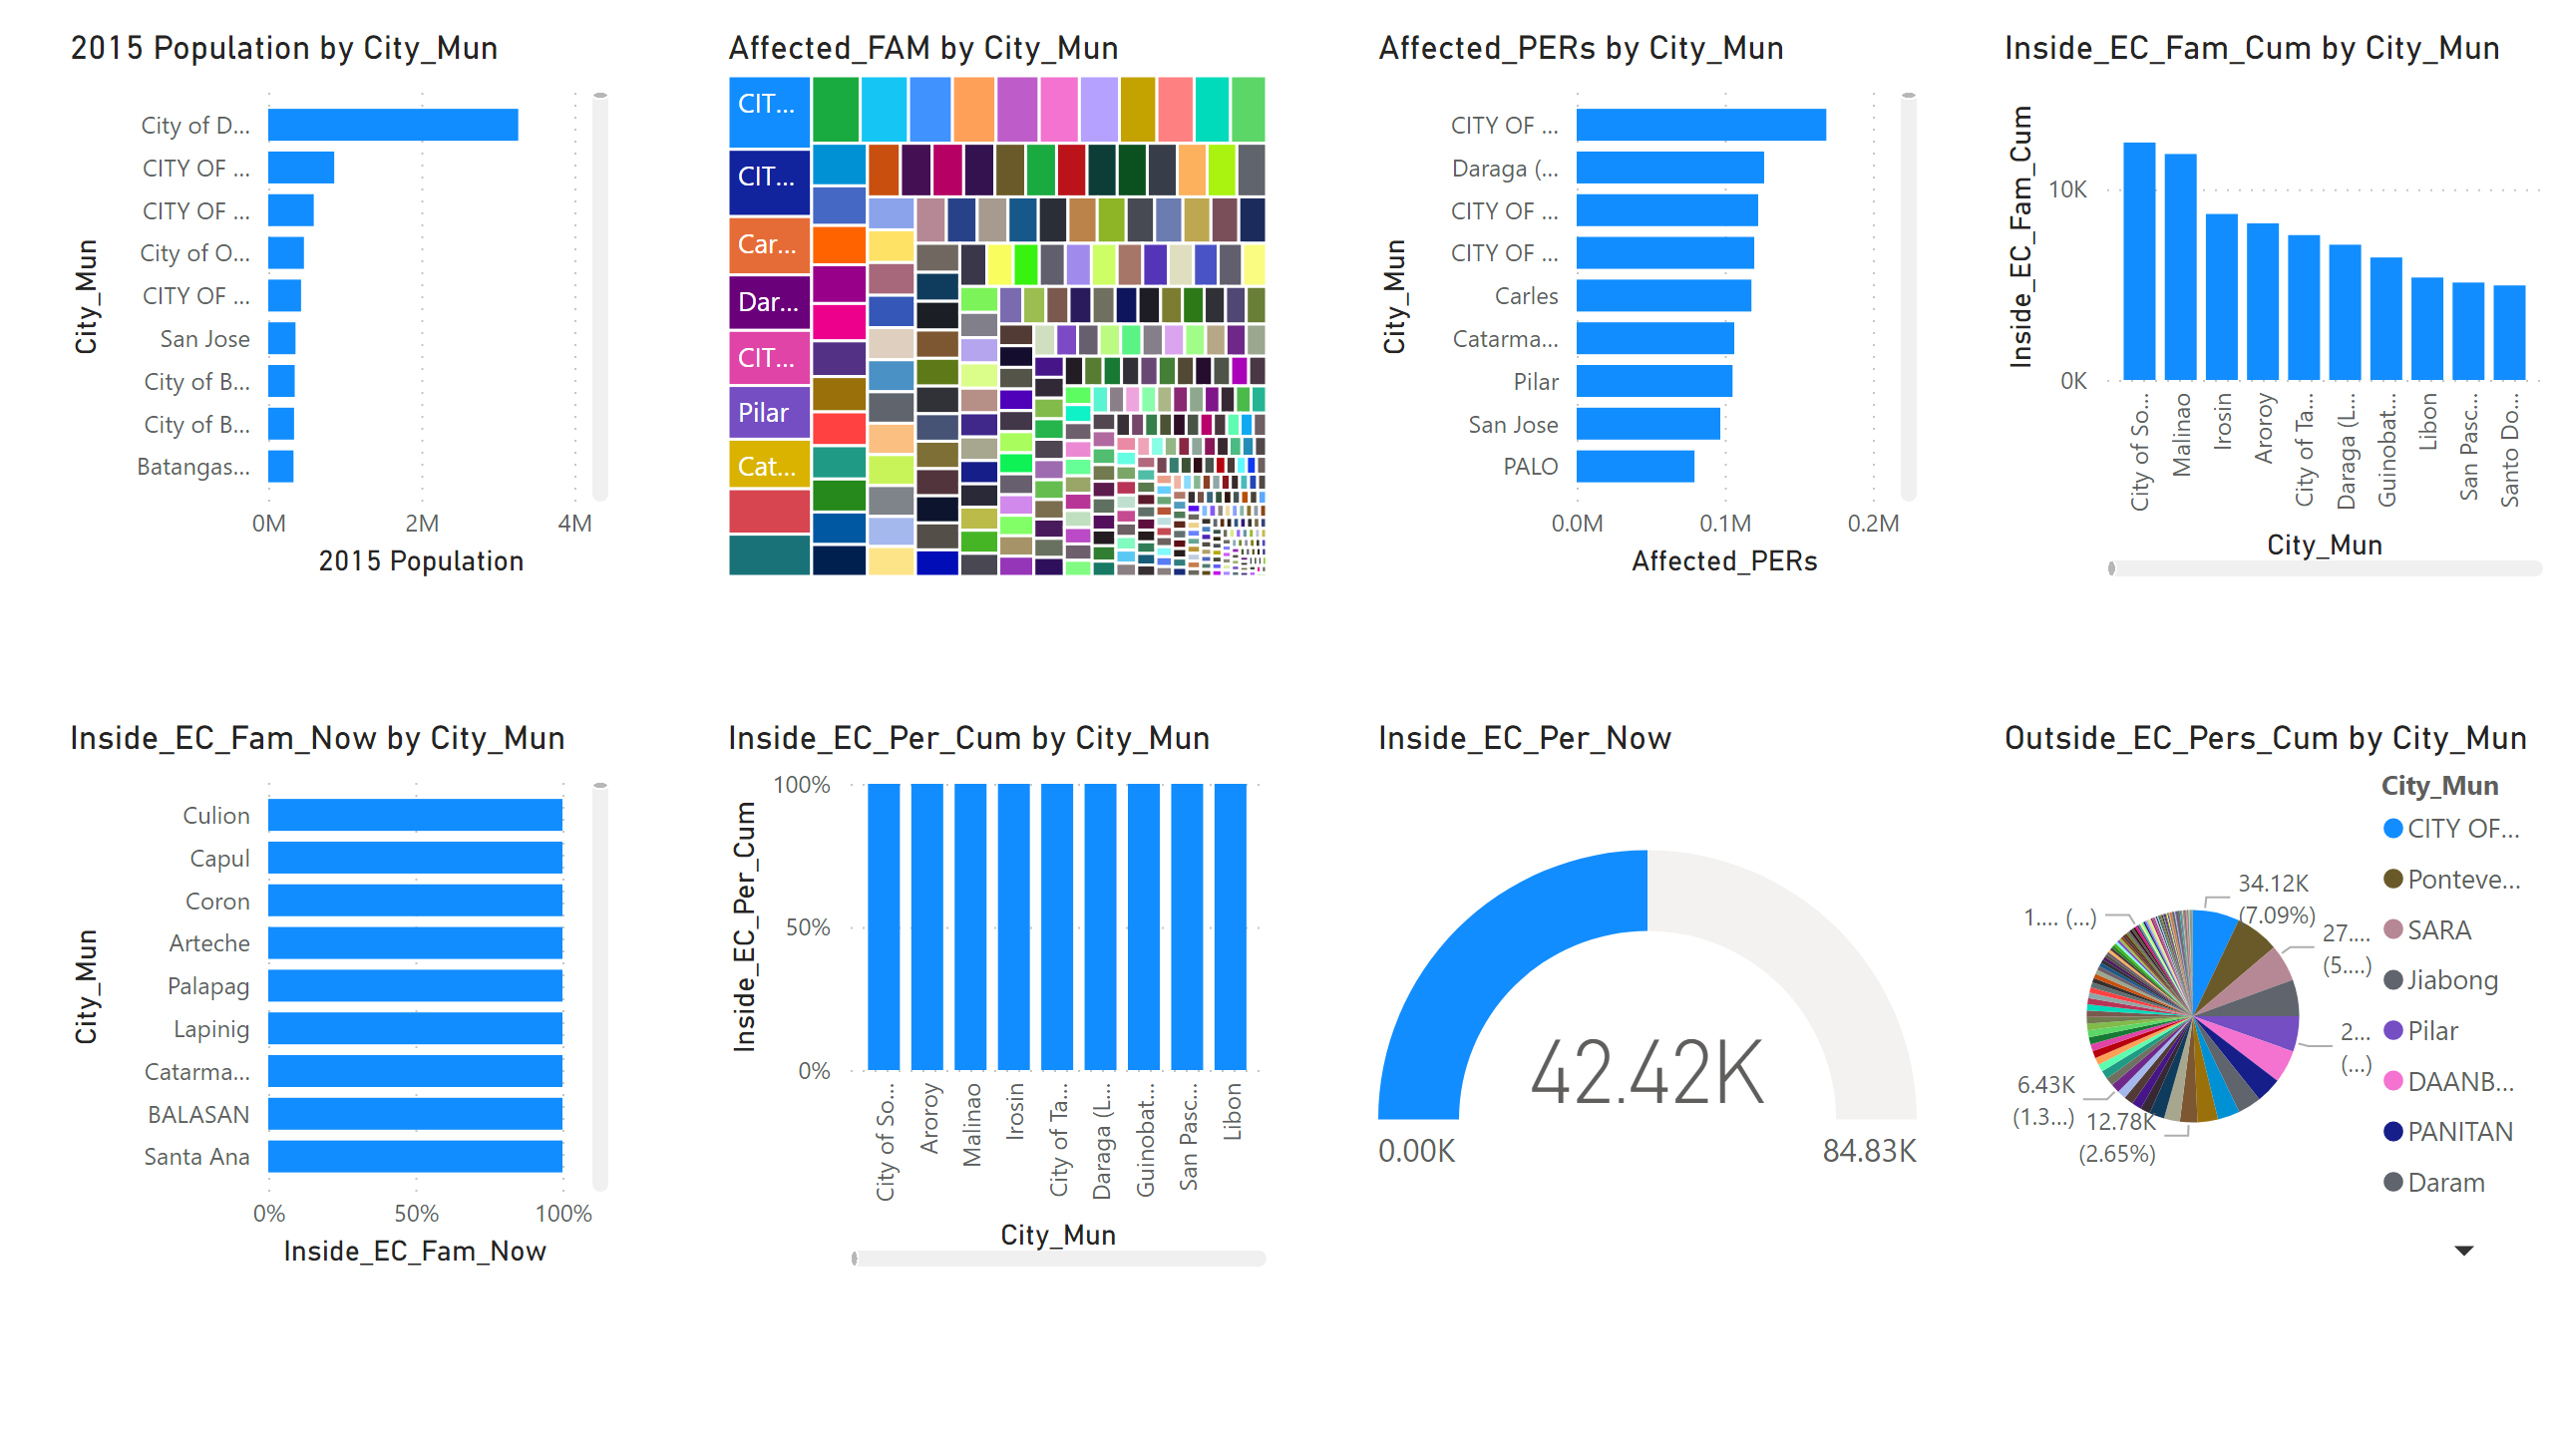 2015 Population by City_Mun
City_Mun
City of D...
CITY OF ...
CITY OF ...
City of O...
CITY OF ...
San Jose
City of B...
City of B...
Batangas...
0M
2M
4M
2015 Population
Affected_FAM by City_Mun
CIT...
CIT...
Car...
Dar...
CIT...
Pilar
Cat...
Affected_PERs by City_Mun
City_Mun
CITY OF ...
Daraga (...
CITY OF ...
CITY OF ...
Carles
Catarma...
Pilar
San Jose
PALO
0.0M
0.1M
0.2M
Affected_PERs
Inside_EC_Fam_Cum by City_Mun
Inside_EC_Fam_Cum
10K
0K
City of So...
Malinao
Irosin
Aroroy
City of Ta...
Daraga (L...
Guinobat...
Libon
San Pasc...
Santo Do...
City_Mun
Inside_EC_Fam_Now by City_Mun
City_Mun
Culion
Capul
Coron
Arteche
Palapag
Lapinig
Catarma...
BALASAN
Santa Ana
0%
50%
100%
Inside_EC_Fam_Now
Inside_EC_Per_Cum by City_Mun
Inside_EC_Per_Cum
100%
50%
0%
City of So...
Aroroy
Malinao
Irosin
City of Ta...
Daraga (L...
Guinobat...
San Pasc...
Libon
City_Mun
Inside_EC_Per_Now
42.42K
0.00K
84.83K
Outside_EC_Pers_Cum by City_Mun
34.12K
(7.09%)
27....
(5....)
2...
(...)
12.78K
(2.65%)
6.43K
(1.3...)
1.... (...)
City_Mun
CITY OF...
Ponteve...
SARA
Jiabong
Pilar
DAANB...
PANITAN
Daram